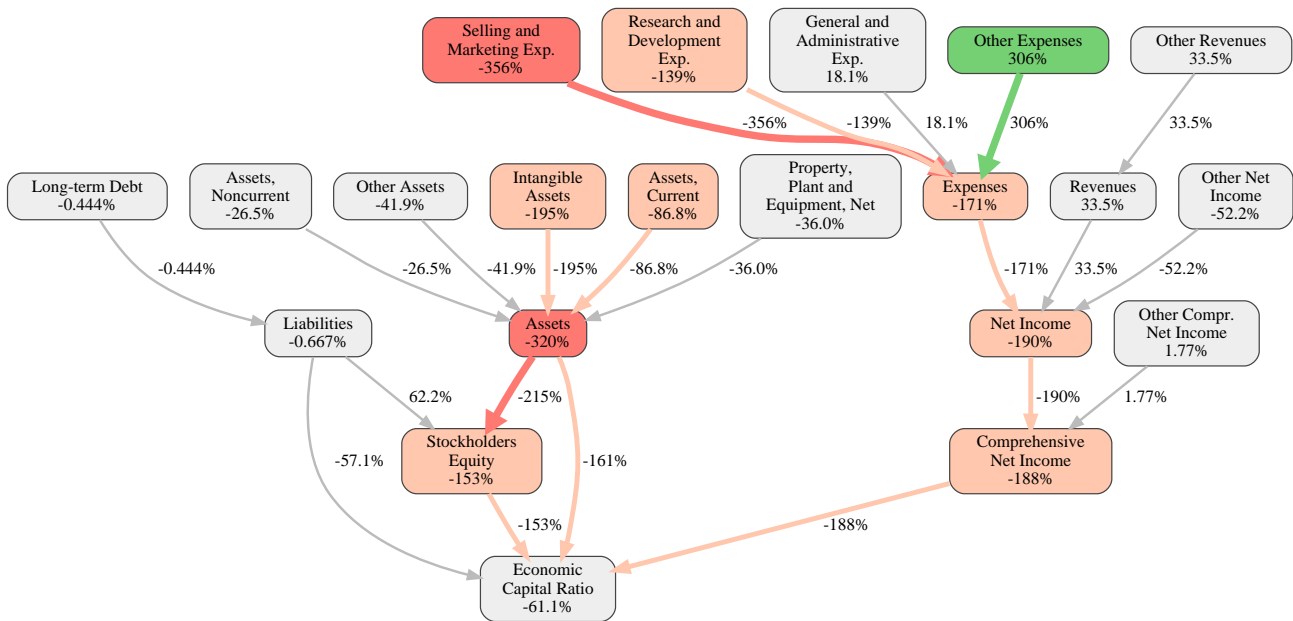 Selling and
Marketing Exp.
-356%
Research and
Development
Exp.
-139%
General and
Administrative
Exp.
18.1%
Other Expenses
306%
Other Revenues
33.5%
-356%
-139%
18.1%
306%
33.5%
Long-term Debt
-0.444%
Assets,
Noncurrent
-26.5%
Other Assets
-41.9%
Intangible
Assets
-195%
Assets,
Current
-86.8%
Property,
Plant and
Equipment, Net
-36.0%
Expenses
-171%
Revenues
33.5%
Other Net
Income
-52.2%
-0.444%
-26.5%
-41.9%
-195%
-86.8%
-36.0%
-171%
33.5%
-52.2%
Liabilities
-0.667%
Assets
-320%
Net Income
-190%
Other Compr.
Net Income
1.77%
62.2%
-215%
-190%
1.77%
Stockholders
Equity
-153%
Comprehensive
Net Income
-188%
-57.1%
-161%
-153%
-188%
Economic
Capital Ratio
-61.1%